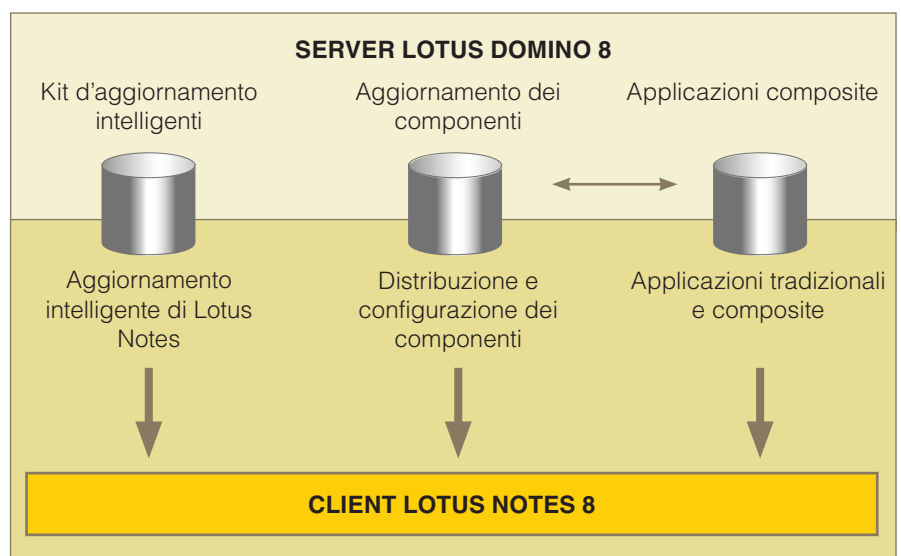 SERVER LOTUS DOMINO 8
Kit d'aggiornamento
intelligenti
Aggiornamento dei
componenti
Applicazioni composite
Aggiornamento
intelligente di Lotus
Notes
Distribuzione e
configurazione dei
componenti
Applicazioni tradizionali
e composite
CLIENT LOTUS NOTES 8